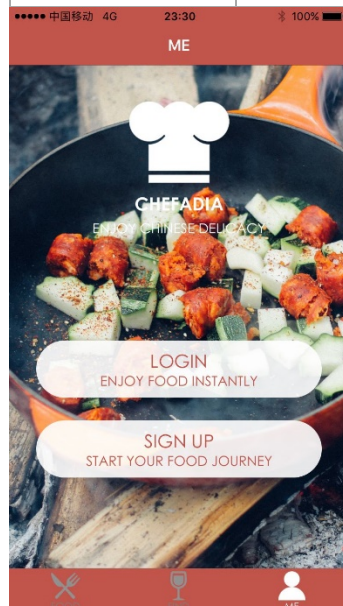 中国移动 4G 23:30 100%
ME
CHEFADIA
ENJOY CHINESE DELICACY
LOGIN
ENJOY FOOD INSTANTLY
SIGN UP
START YOUR FOOD JOURNEY
ME